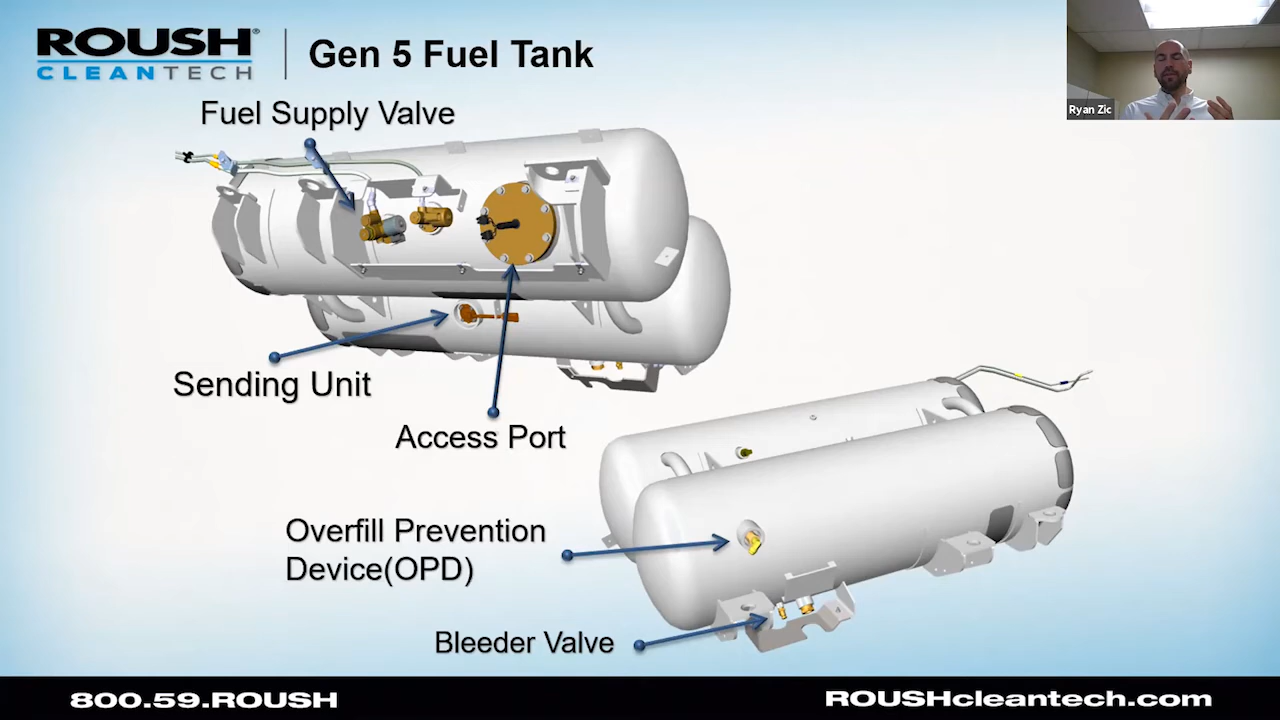 ROUSH®
CLEANTECH
Gen 5 Fuel Tank
Ryan Zic
Fuel Supply Valve
Sending Unit
Access Port
Overfill Prevention
Device(OPD)
Bleeder Valve
800.59.ROUSH
ROUSHcleantech.com